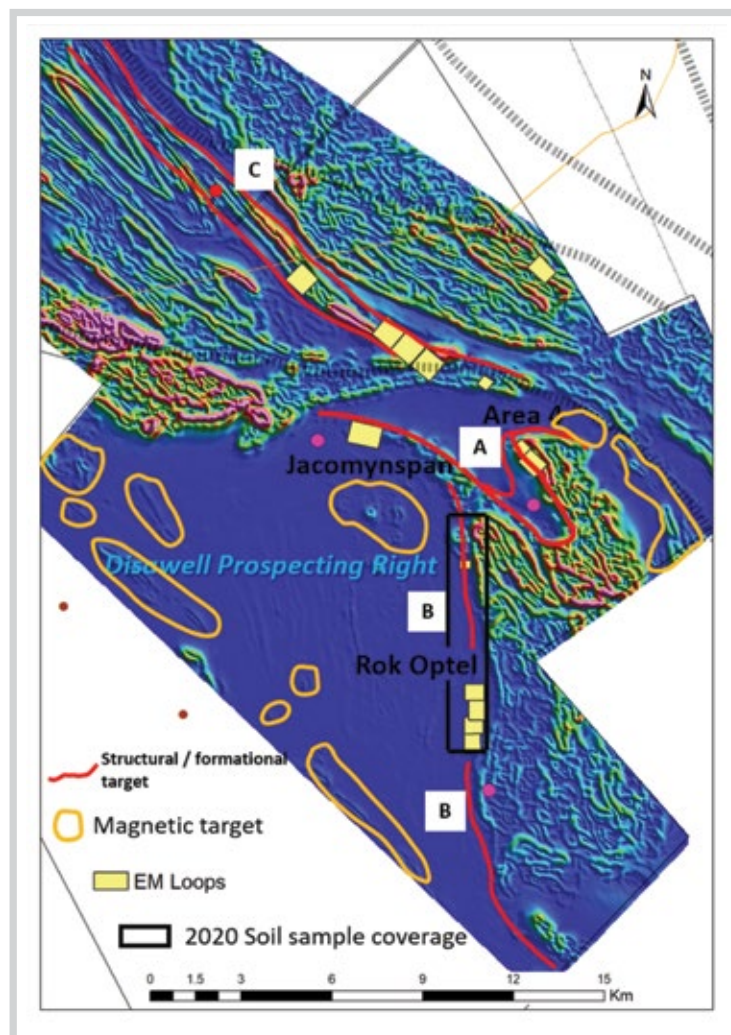 N
C
Area A
A
Jacomynspan
Disawell Prospecting Right
B
Rok Optel
Structural / formational
target
B
Magnetic target
EM Loops
2020 Soil sample coverage
0 1.5 3 6 9 12 15
Km